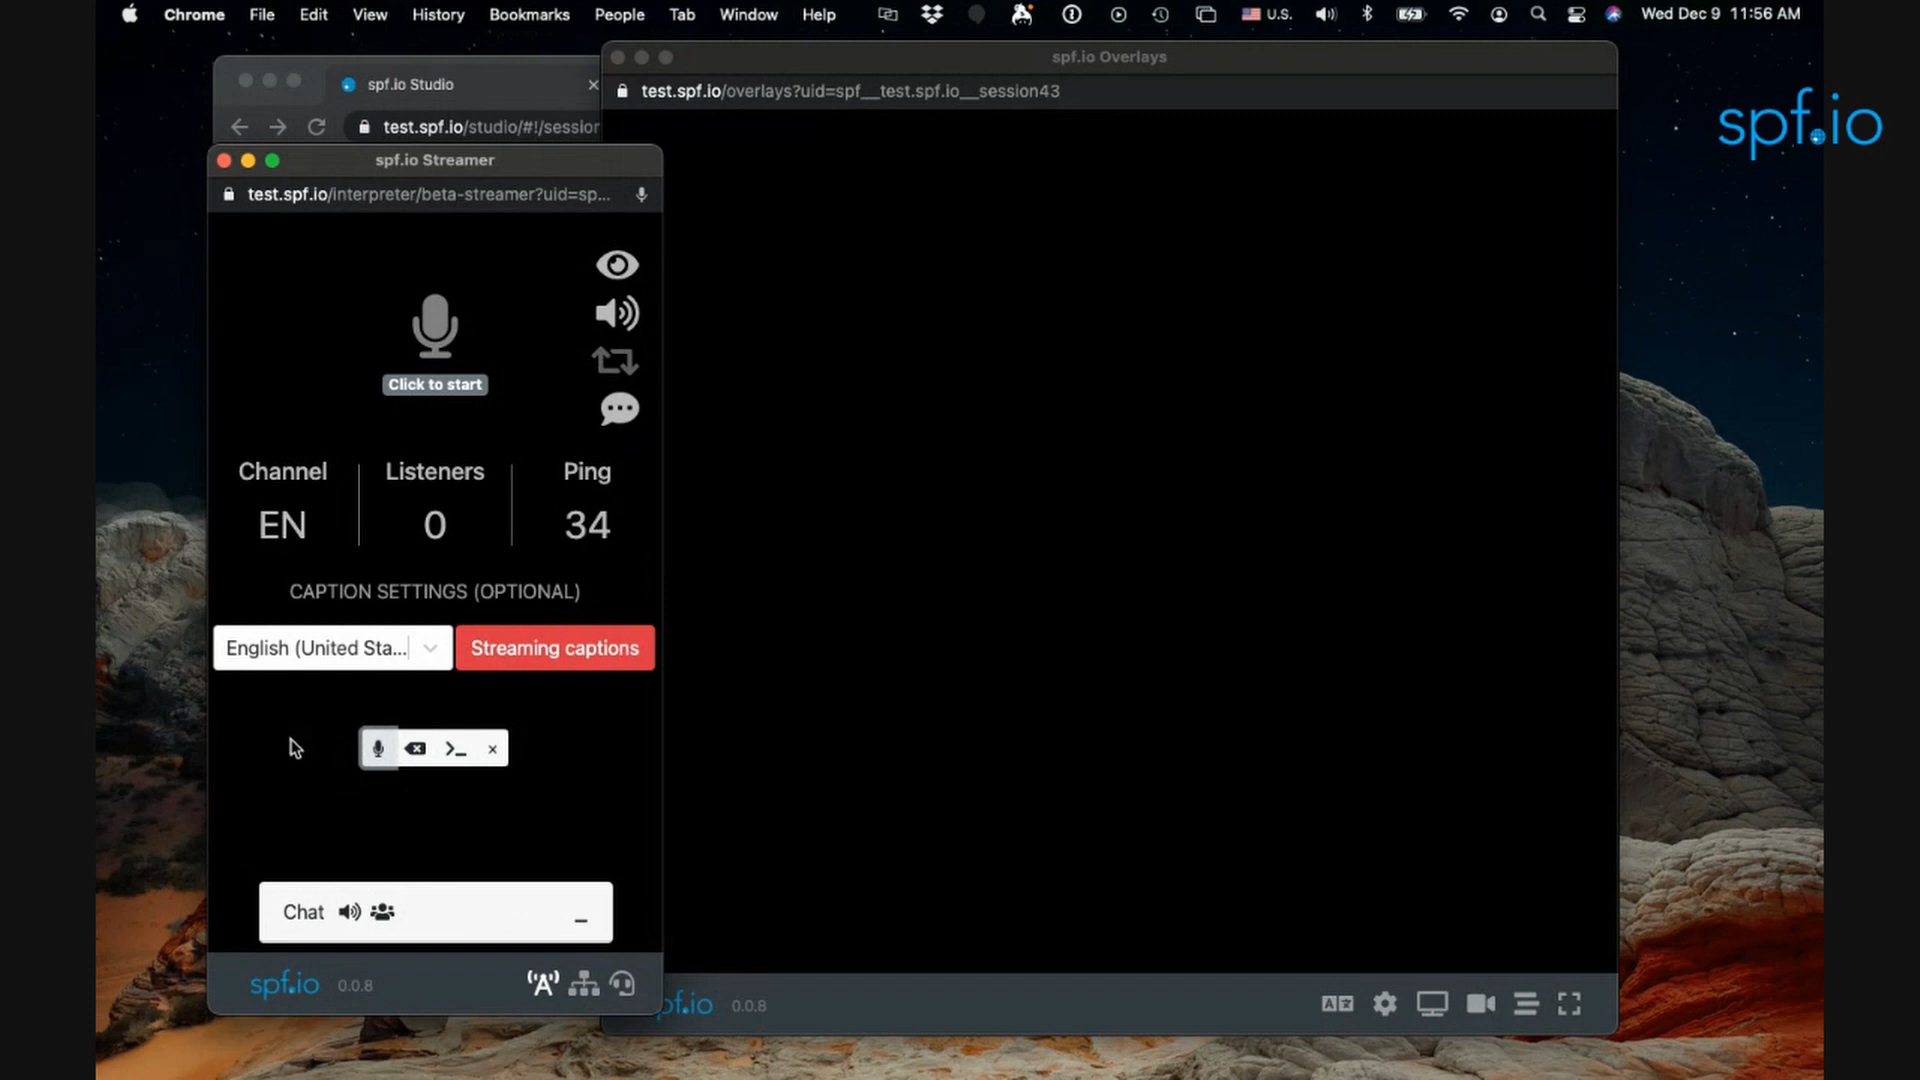 Chrome File Edit View History Bookmarks People Tab Window Help U.S. Wed Dec 9 11:56 AM
spf.io Studio
spf.io Overlays
test.spf.io/overlays?uid=spf__test.spf.io__session43
spf.io
test.spf.io/studio/#!/session
spf.io Streamer
test.spf.io/interpreter/beta-streamer?uid=sp...
Click to start
Channel Listeners Ping
EN 0 34
CAPTION SETTINGS (OPTIONAL)
English (United Sta... Streaming captions
Chat
spf.io 0.0.8
pf.io 0.0.8